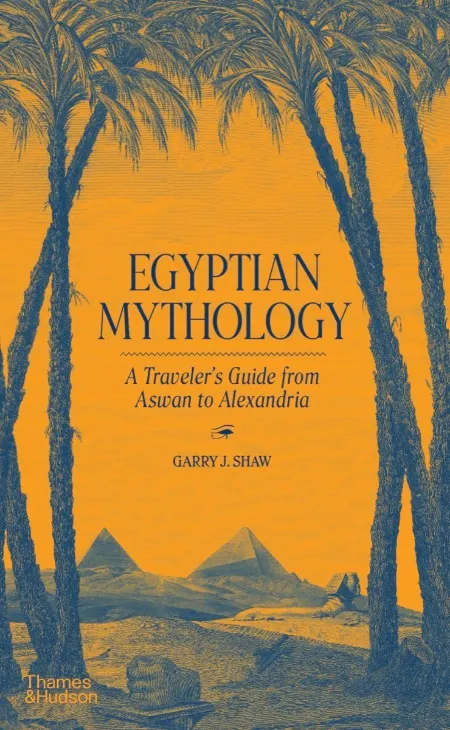 EGYPTIAN
MYTHOLOGY
A Traveler's Guide from
Aswan to Alexandria
GARRY J. SHAW
Thames
&Hudson